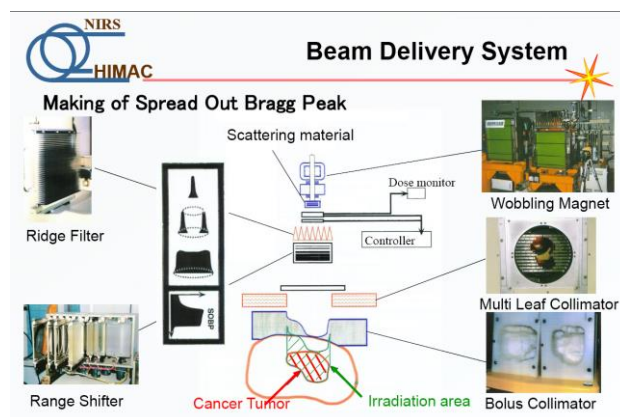 NIRS
HIMAC
Beam Delivery System
Making of Spread Out Bragg Peak
Scattering material
Dose monitor
Wobbling Magnet
Ridge Filter
Controller
SOBP
Multi Leaf Collimator
Range Shifter
Cancer Tumor
Irradiation area
Bolus Collimator